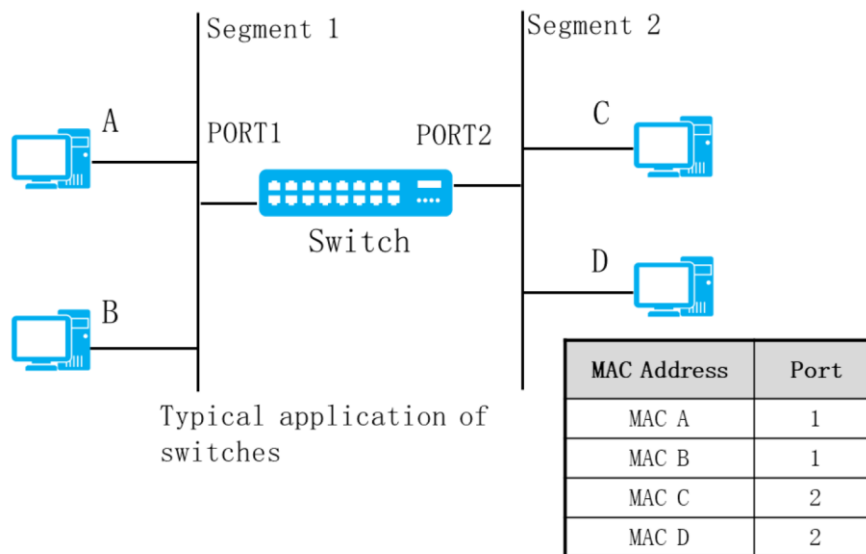 Segment 1
Segment 2
A
C
PORT1
PORT2
Switch
D
B
Typical application of
switches
MAC Address Port
MAC A 1
MAC B 1
MAC C 2
MAC D 2